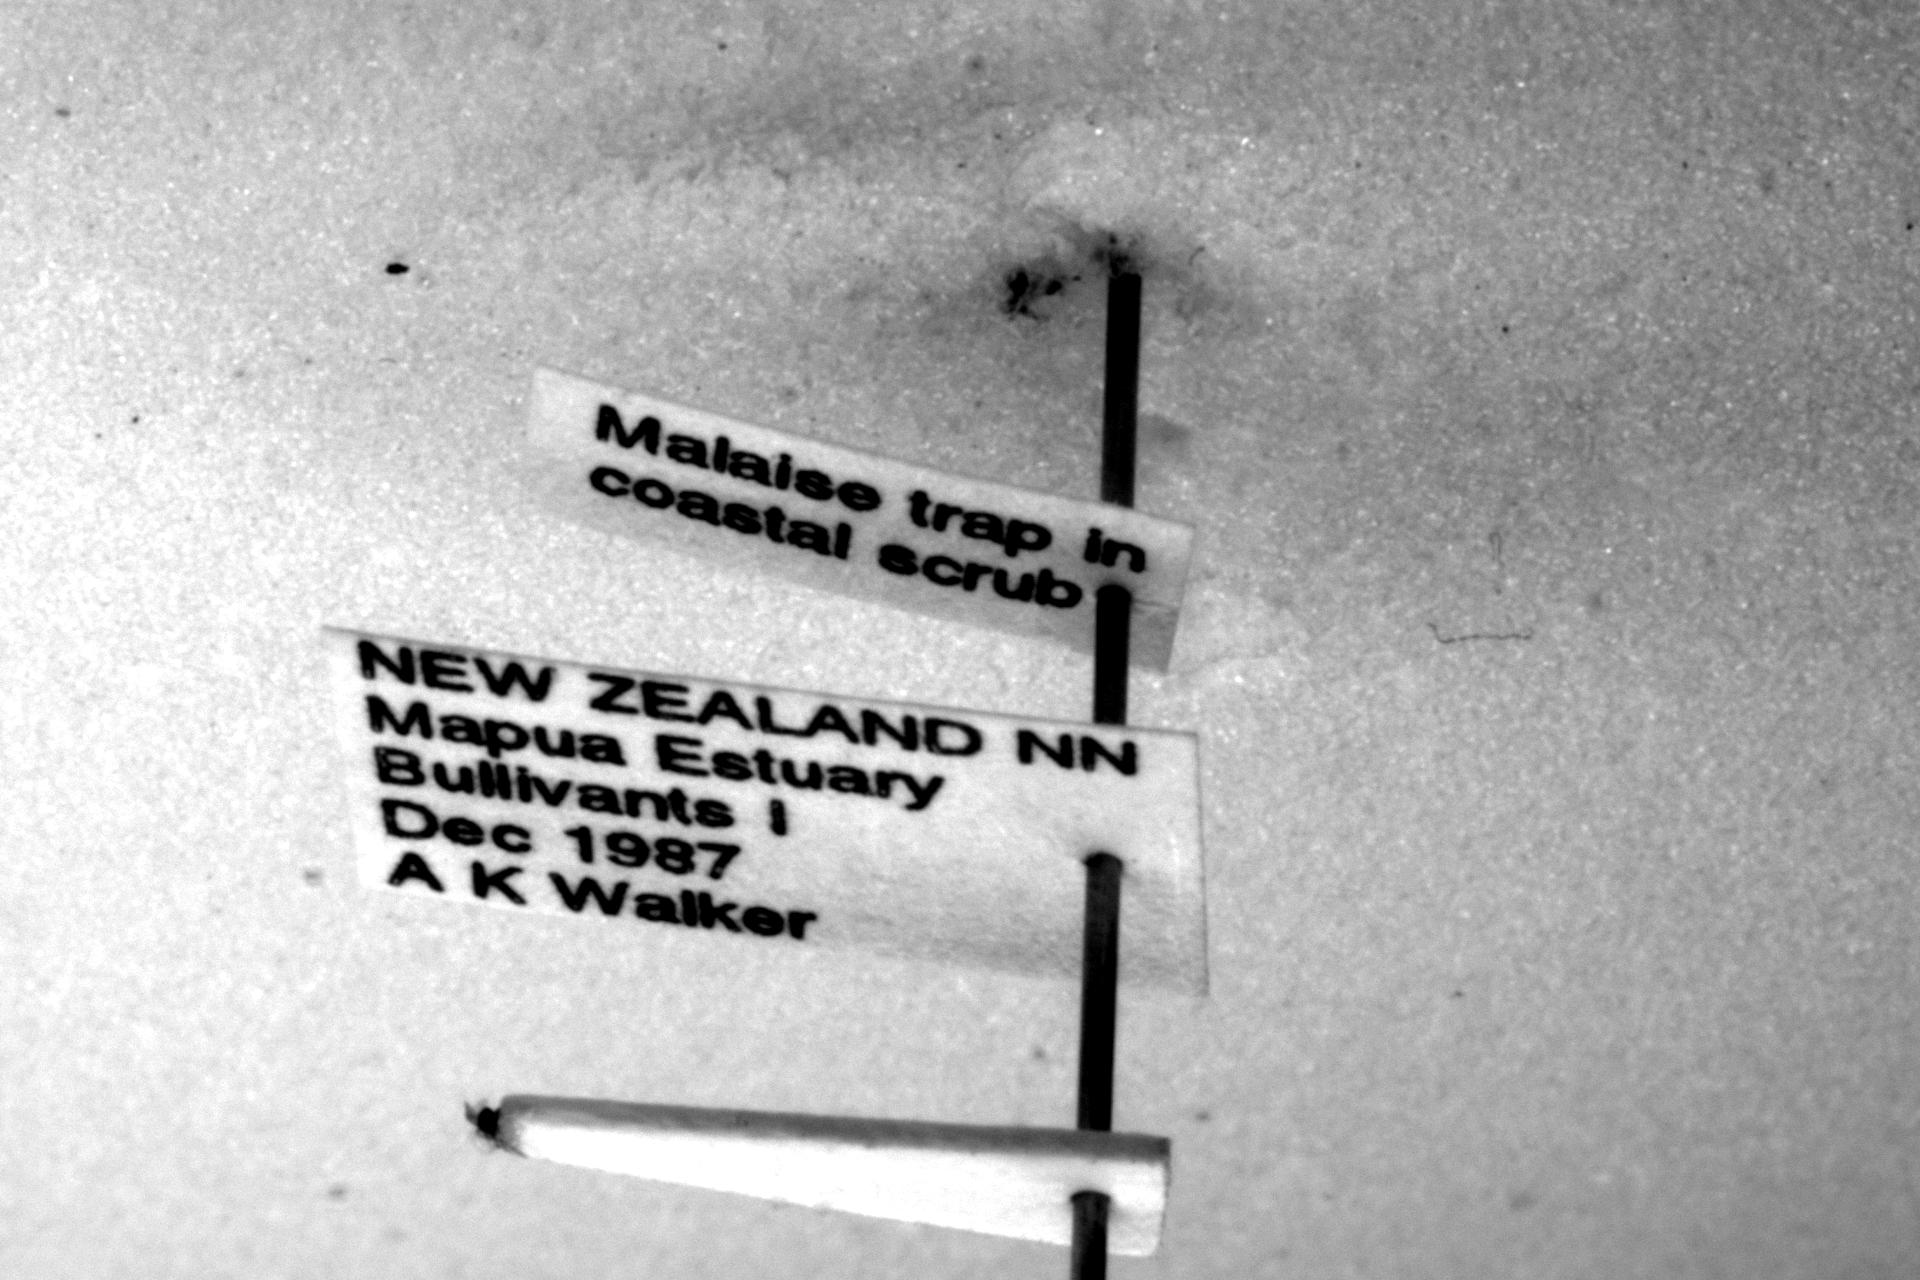 Malaise trap in
coastal scrub
NEW ZEALAND NN
Mapua Estuary
Bullivants I
Dec 1987
A K Walker